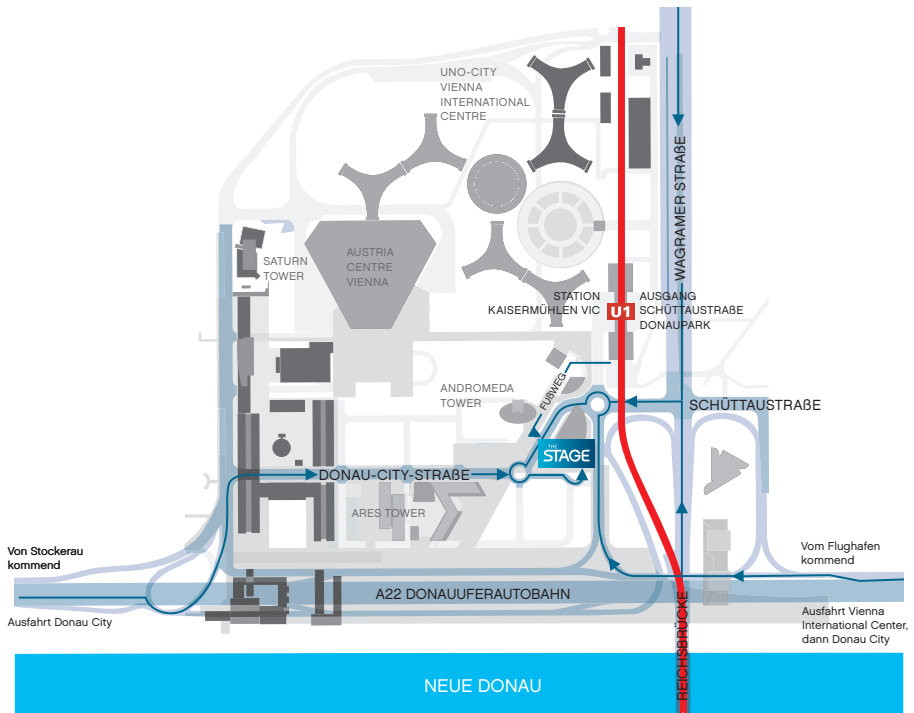 UNO-CITY
VIENNA
INTERNATIONAL
CENTRE
WAGRAMER STRAßE
SATURN
TOWER
AUSTRIA
CENTRE
VIENNA
STATION
KAISERMÜHLEN VIC
U1
AUSGANG
SCHÜTTAUSTRAßE
DONAUPARK
ANDROMEDA
TOWER
FUßWEG
SCHÜTTAUSTRAßE
THE
STAGE
DONAU-CITY-STRAßE
ARES TOWER
Von Stockerau
kommend
Vom Flughafen
kommend
A22 DONAUUFERAUTOBAHN
Ausfahrt Donau City
Ausfahrt Vienna
International Center,
dann Donau City
REICHSBRÜCKE
NEUE DONAU